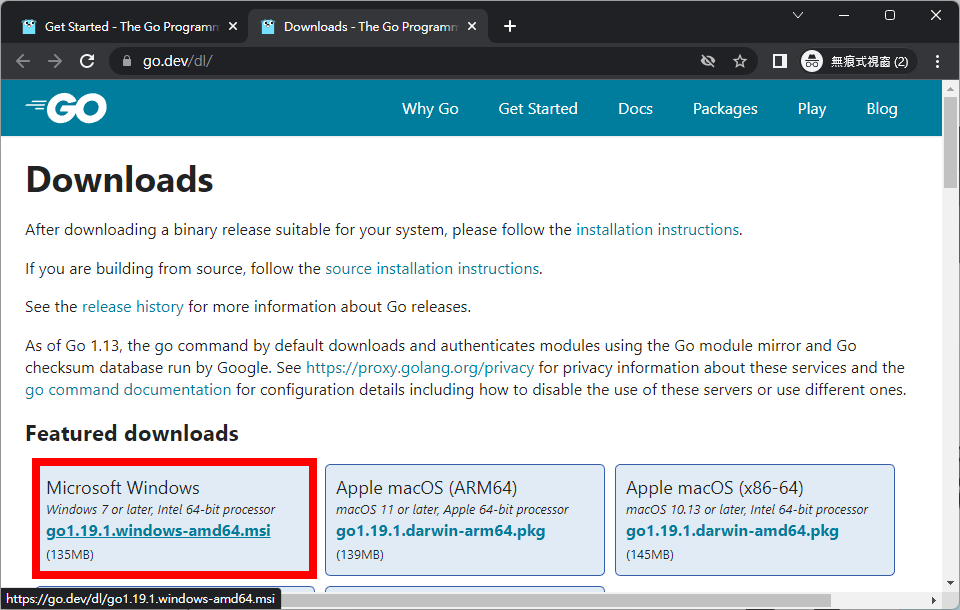 Get Started - The Go Programm
Downloads - The Go Programm
go.dev/dl/
無痕式視窗 (2)
GO
Why Go
Get Started
Docs
Packages
Play
Blog
Downloads
After downloading a binary release suitable for your system, please follow the installation instructions.
If you are building from source, follow the source installation instructions.
See the release history for more information about Go releases.
As of Go 1.13, the go command by default downloads and authenticates modules using the Go module mirror and Go
checksum database run by Google. See https://proxy.golang.org/privacy for privacy information about these services and the
go command documentation for configuration details including how to disable the use of these servers or use different ones.
Featured downloads
Microsoft Windows
Windows 7 or later, Intel 64-bit processor
go1.19.1.windows-amd64.msi
(135MB)
Apple macOS (ARM64)
macOS 11 or later, Apple 64-bit processor
go1.19.1.darwin-arm64.pkg
(139MB)
Apple macOS (x86-64)
macOS 10.13 or later, Intel 64-bit processor
go1.19.1.darwin-amd64.pkg
(145MB)
https://go.dev/dl/go1.19.1.windows-amd64.msi